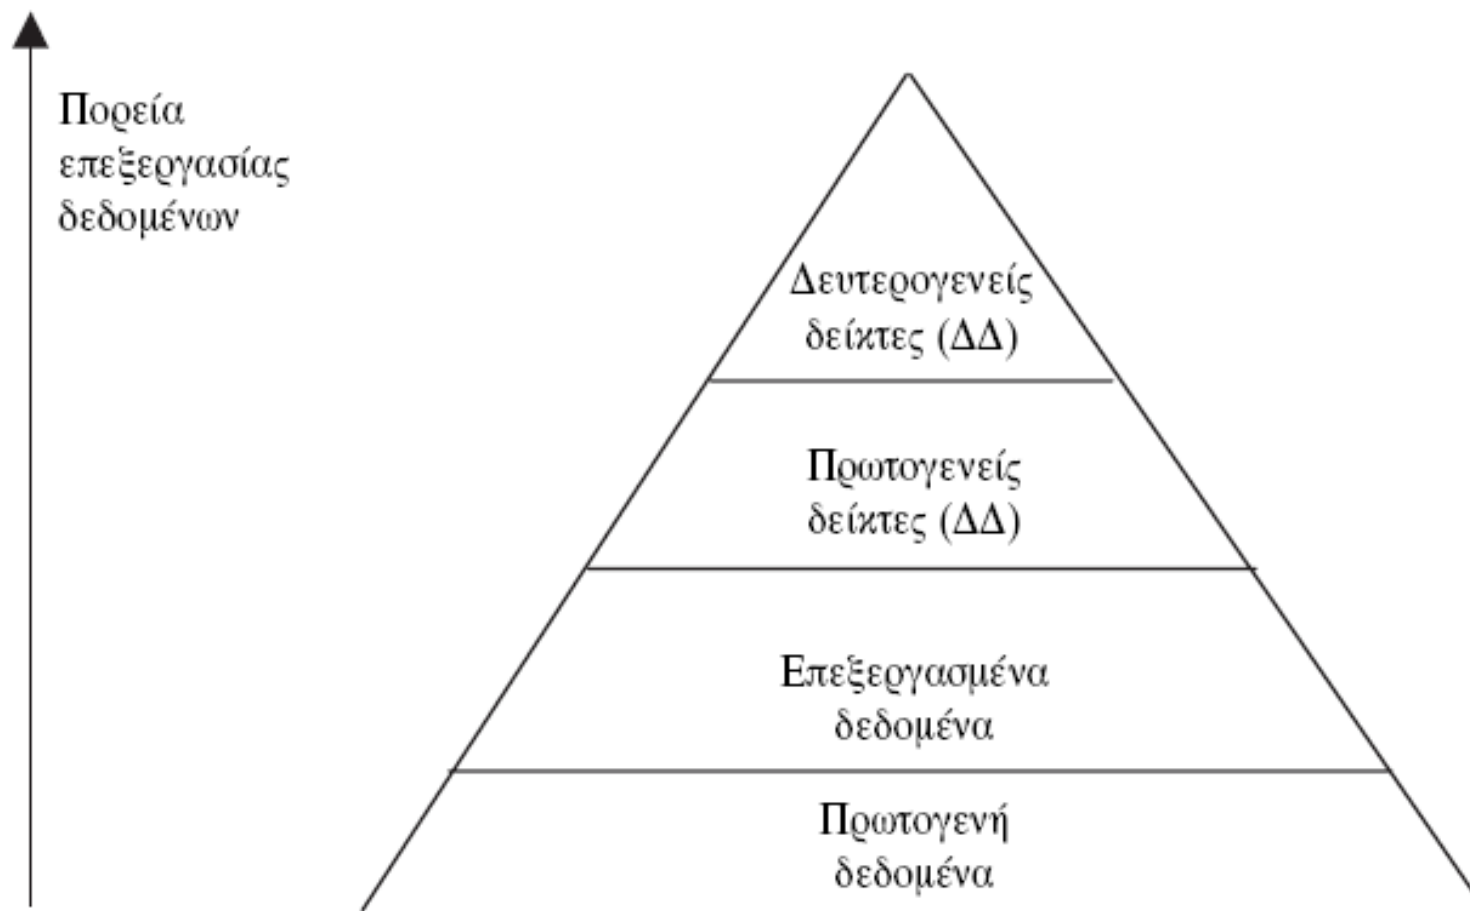 Πορεία
επεξεργασίας
δεδομένων
Δευτερογενείς
δείκτες (ΔΔ)
Πρωτογενείς
δείκτες (ΔΔ)
Επεξεργασμένα
δεδομένα
Πρωτογενή
δεδομένα